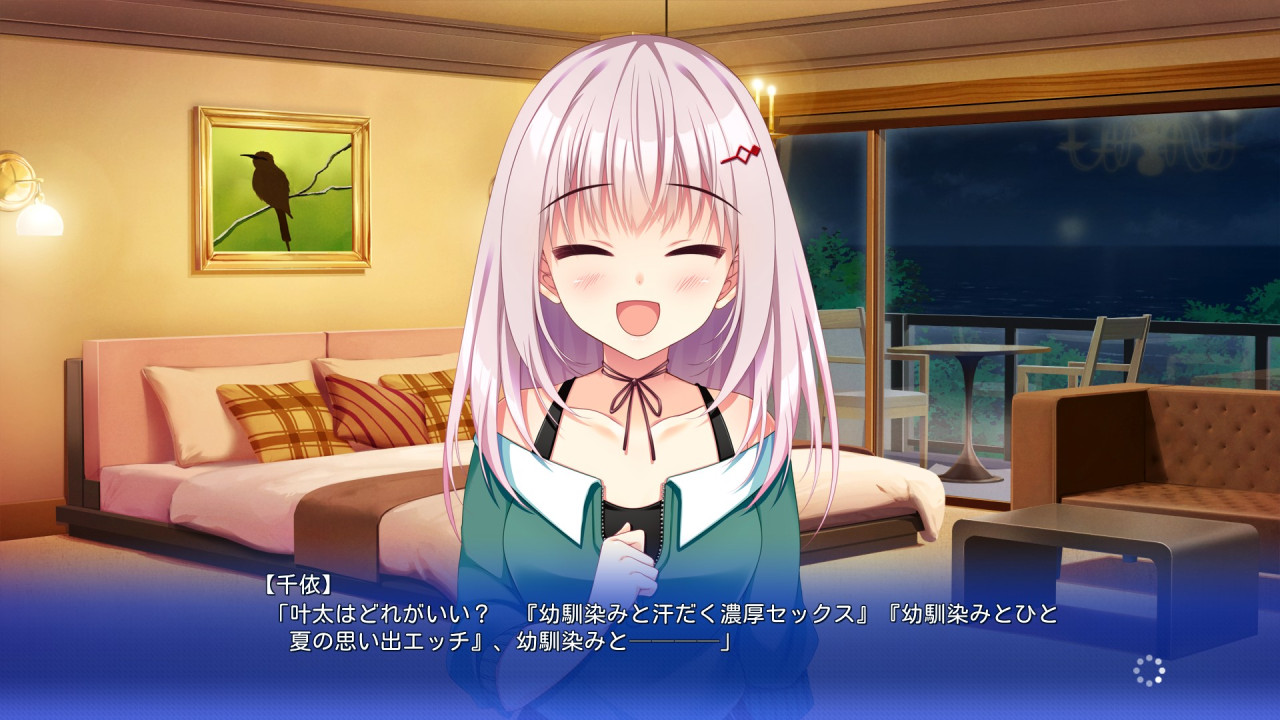 【千依】
「叶太はどれがいい？　『幼馴染みと汗だく濃厚セックス』『幼馴染みとひと
夏の思い出エッチ』、幼馴染みと――――」